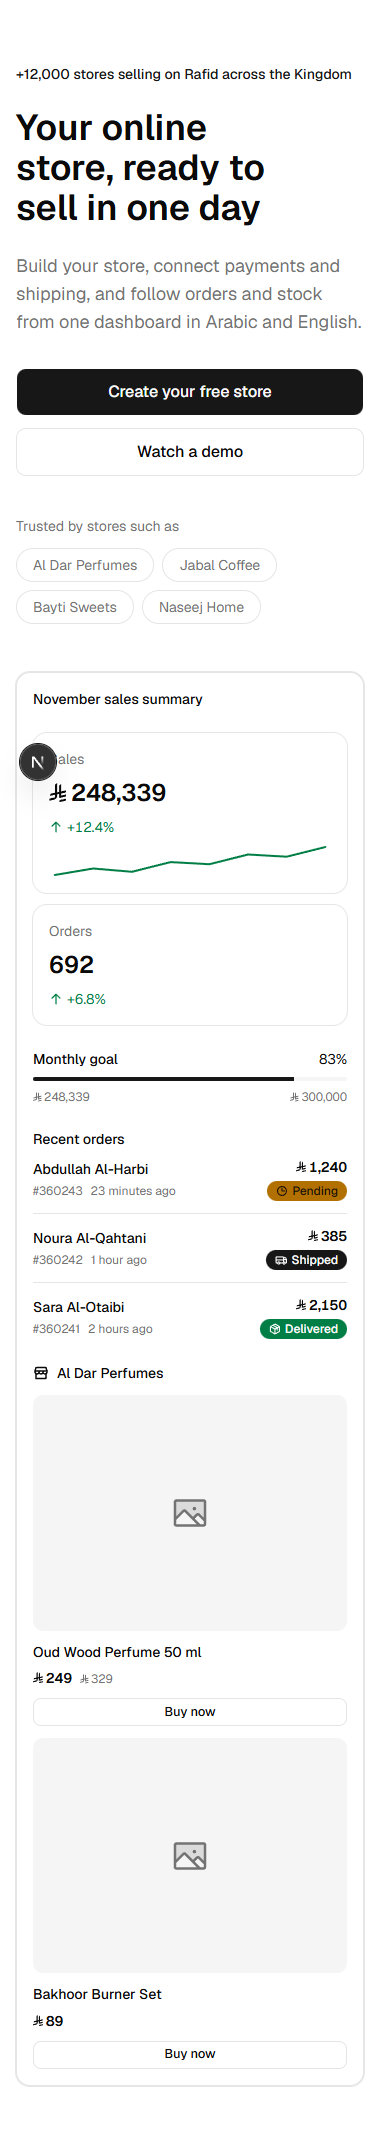 +12,000 stores selling on Rafid across the Kingdom
Your online
store, ready to
sell in one day
Build your store, connect payments and
shipping, and follow orders and stock
from one dashboard in Arabic and English.
Create your free store
Watch a demo
Trusted by stores such as
Al Dar Perfumes
Jabal Coffee
Bayti Sweets
Naseej Home
November sales summary
N
ales
⃁ 248,339
↑ +12.4%
Orders
692
↑ +6.8%
Monthly goal 83%
⃁ 248,339 ⃁ 300,000
Recent orders
Abdullah Al-Harbi ⃁ 1,240
#360243 23 minutes ago Pending
Noura Al-Qahtani ⃁ 385
#360242 1 hour ago Shipped
Sara Al-Otaibi ⃁ 2,150
#360241 2 hours ago Delivered
Al Dar Perfumes
Oud Wood Perfume 50 ml
⃁ 249 ⃁ 329
Buy now
Bakhoor Burner Set
⃁ 89
Buy now